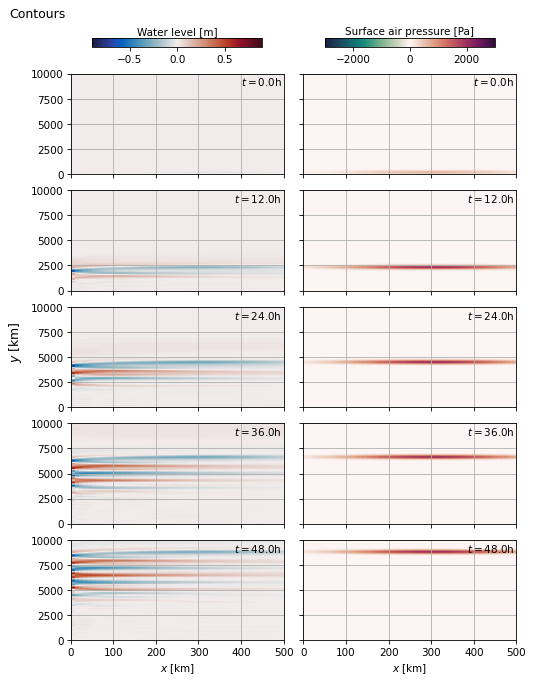 Contours
Water level [m]
Surface air pressure [Pa]
−0.5 0.0 0.5
−2000 0 2000
10000
7500
5000
2500
0
t = 0.0h
t = 0.0h
10000
7500
5000
2500
0
t = 12.0h
t = 12.0h
10000
7500
5000
2500
0
t = 24.0h
t = 24.0h
y [km]
10000
7500
5000
2500
0
t = 36.0h
t = 36.0h
10000
7500
5000
2500
0
t = 48.0h
t = 48.0h
0 100 200 300 400 500
0 100 200 300 400 500
x [km]
x [km]